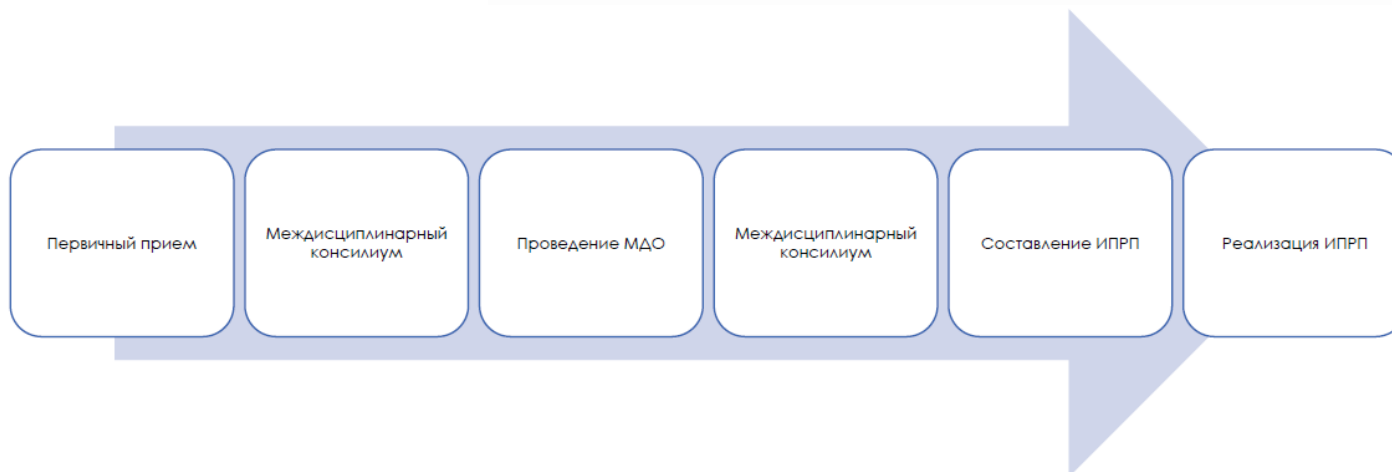 Первичный прием
Междисциплинарный
консилиум
Проведение МДО
Междисциплинарный
консилиум
Составление ИПРП
Реализация ИПРП